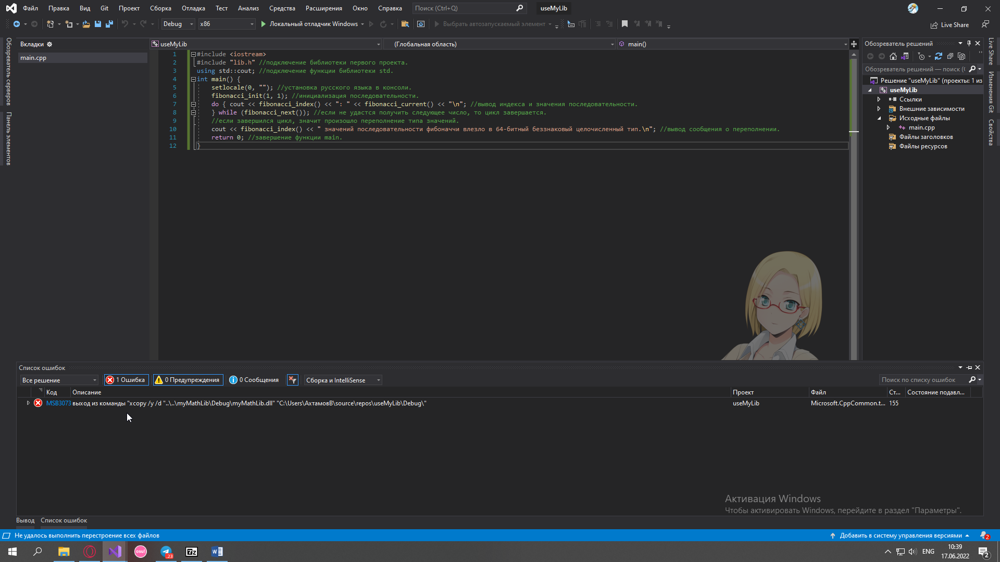 Файл Правка Вид Git Проект Сборка Отладка Тест Анализ Средства Расширения Окно Справка Поиск (Ctrl+Q) useMyLib
Debug x86 Локальный отладчик Windows Выбрать автозапускаемый элемент Live Share
Обозреватель серверов
Панель элементов
Вкладки
main.cpp
useMyLib (Глобальная область) main()
1 #include <iostream>
2 #include "lib.h" //подключение библиотеки первого проекта.
3 using std::cout; //подключение функции библиотеки std.
4 int main() {
5 setlocale(0, ""); //установка русского языка в консоли.
6 fibonacci_init(1, 1); //инициализация последовательности.
7 do { cout << fibonacci_index() << ": " << fibonacci_current() << "\n"; //вывод индекса и значения последовательности.
8 } while (fibonacci_next()); //если не удастся получить следующее число, то цикл завершается.
9 //если завершился цикл, значит произошло переполнение типа значений.
10 cout << fibonacci_index() << " значений последовательности фибоначчи влезло в 64-битный беззнаковый целочисленный тип.\n"; //вывод сообщения о переполнении.
11 return 0; //завершение функции main.
12 }
Обозреватель решений
Обозреватель решений — поиск (
Решение "useMyLib" (проекты: 1 из
useMyLib
Ссылки
Внешние зависимости
Исходные файлы
main.cpp
Файлы заголовков
Файлы ресурсов
Live Share
Изменения Git
Свойства
Список ошибок
Все решение 1 Ошибка 0 Предупреждения 0 Сообщения Сборка и IntelliSense Поиск по списку ошибок
Код Описание Проект Файл Ст... Состояние подавл...
MSB3073 выход из команды "xcopy /y /d "..\..\myMathLib\Debug\myMathLib.dll" "C:\Users\АхтамовВ\source\repos\useMyLib\Debug\" useMyLib Microsoft.CppCommon.t... 155
Активация Windows
Чтобы активировать Windows, перейдите в раздел "Параметры".
Вывод Список ошибок
Не удалось выполнить перестроение всех файлов Добавить в систему управления версиями 2
osu! 23 7z W ENG 10:39
17.06.2022 2